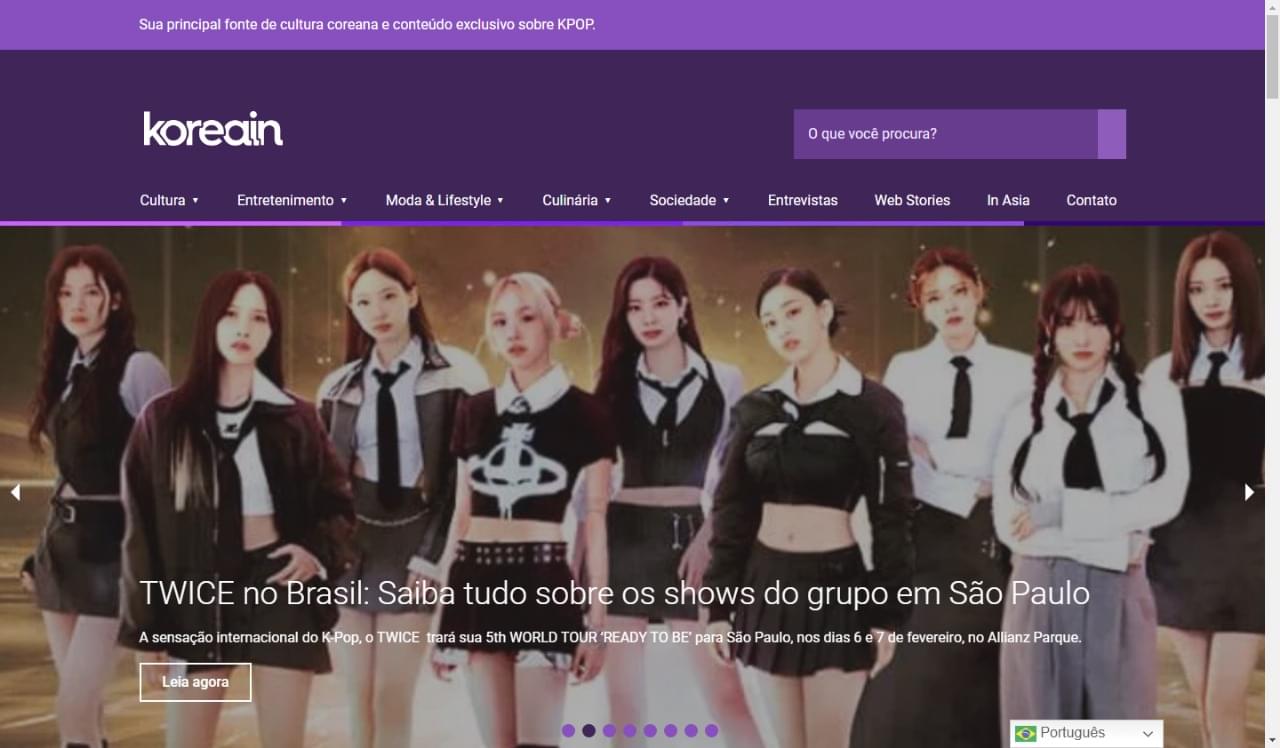 Sua principal fonte de cultura coreana e conteúdo exclusivo sobre KPOP.
koreain
O que você procura?
Cultura ▼ Entretenimento ▼ Moda & Lifestyle ▼ Culinária ▼ Sociedade ▼ Entrevistas Web Stories In Asia Contato
TWICE no Brasil: Saiba tudo sobre os shows do grupo em São Paulo
A sensação internacional do K-Pop, o TWICE trará sua 5th WORLD TOUR ‘READY TO BE’ para São Paulo, nos dias 6 e 7 de fevereiro, no Allianz Parque.
Leia agora
Português